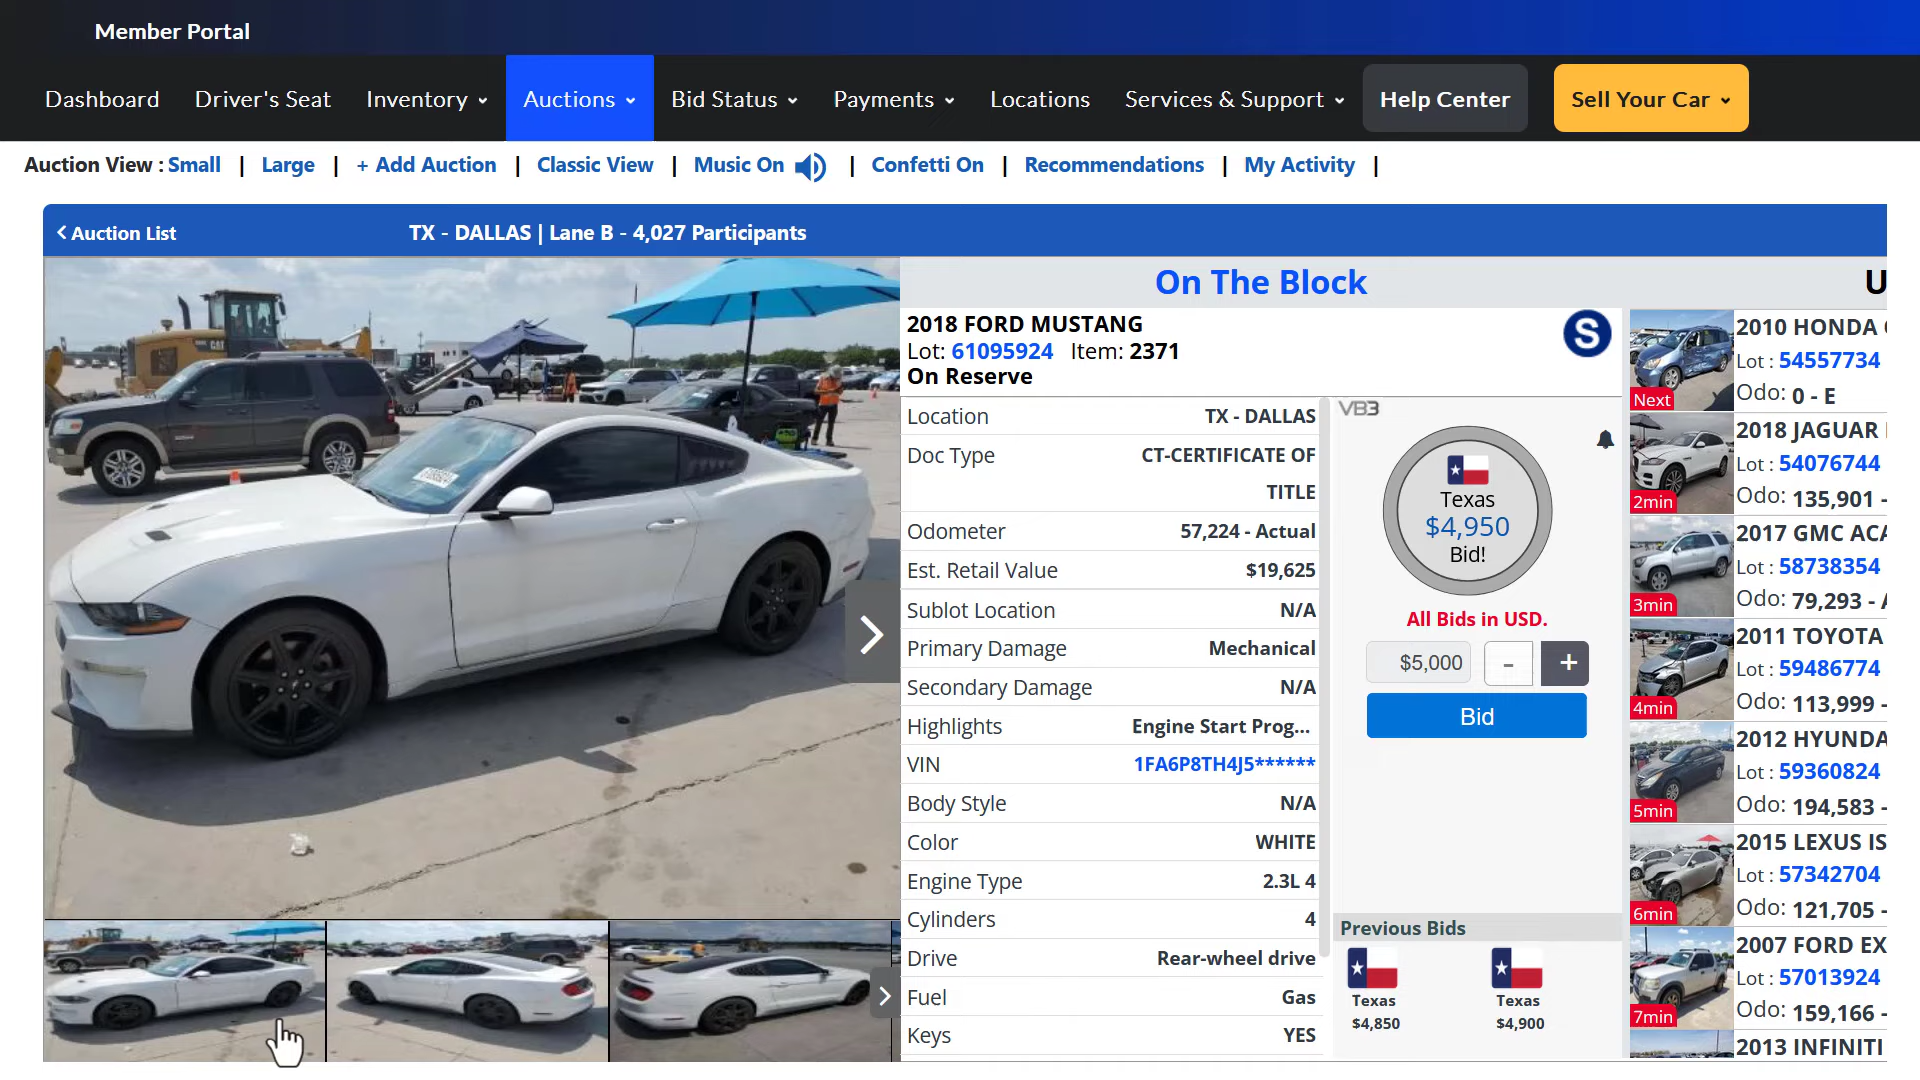 Member Portal
Dashboard Driver's Seat Inventory Auctions Bid Status Payments Locations Services & Support Help Center Sell Your Car
Auction View : Small | Large | + Add Auction | Classic View | Music On | Confetti On | Recommendations | My Activity |
Auction List TX - DALLAS | Lane B - 4,027 Participants
On The Block
2018 FORD MUSTANG
Lot: 61095924 Item: 2371
On Reserve
S
Location TX - DALLAS
Doc Type CT-CERTIFICATE OF
TITLE
Odometer 57,224 - Actual
Est. Retail Value $19,625
Sublot Location N/A
Primary Damage Mechanical
Secondary Damage N/A
Highlights Engine Start Prog...
VIN 1FA6P8TH4J5******
Body Style N/A
Color WHITE
Engine Type 2.3L 4
Cylinders 4
Drive Rear-wheel drive
Fuel Gas
Keys YES
VB3
Texas
$4,950
Bid!
All Bids in USD.
$5,000 - +
Bid
Previous Bids
Texas
$4,850
Texas
$4,900
U
2010 HONDA
Lot : 54557734
Odo: 0 - E
Next
2018 JAGUAR
Lot : 54076744
Odo: 135,901 -
2min
2017 GMC ACA
Lot : 58738354
Odo: 79,293 - A
3min
2011 TOYOTA
Lot : 59486774
Odo: 113,999 -
4min
2012 HYUNDA
Lot : 59360824
Odo: 194,583 -
5min
2015 LEXUS IS
Lot : 57342704
Odo: 121,705 -
6min
2007 FORD EX
Lot : 57013924
Odo: 159,166 -
7min
2013 INFINITI